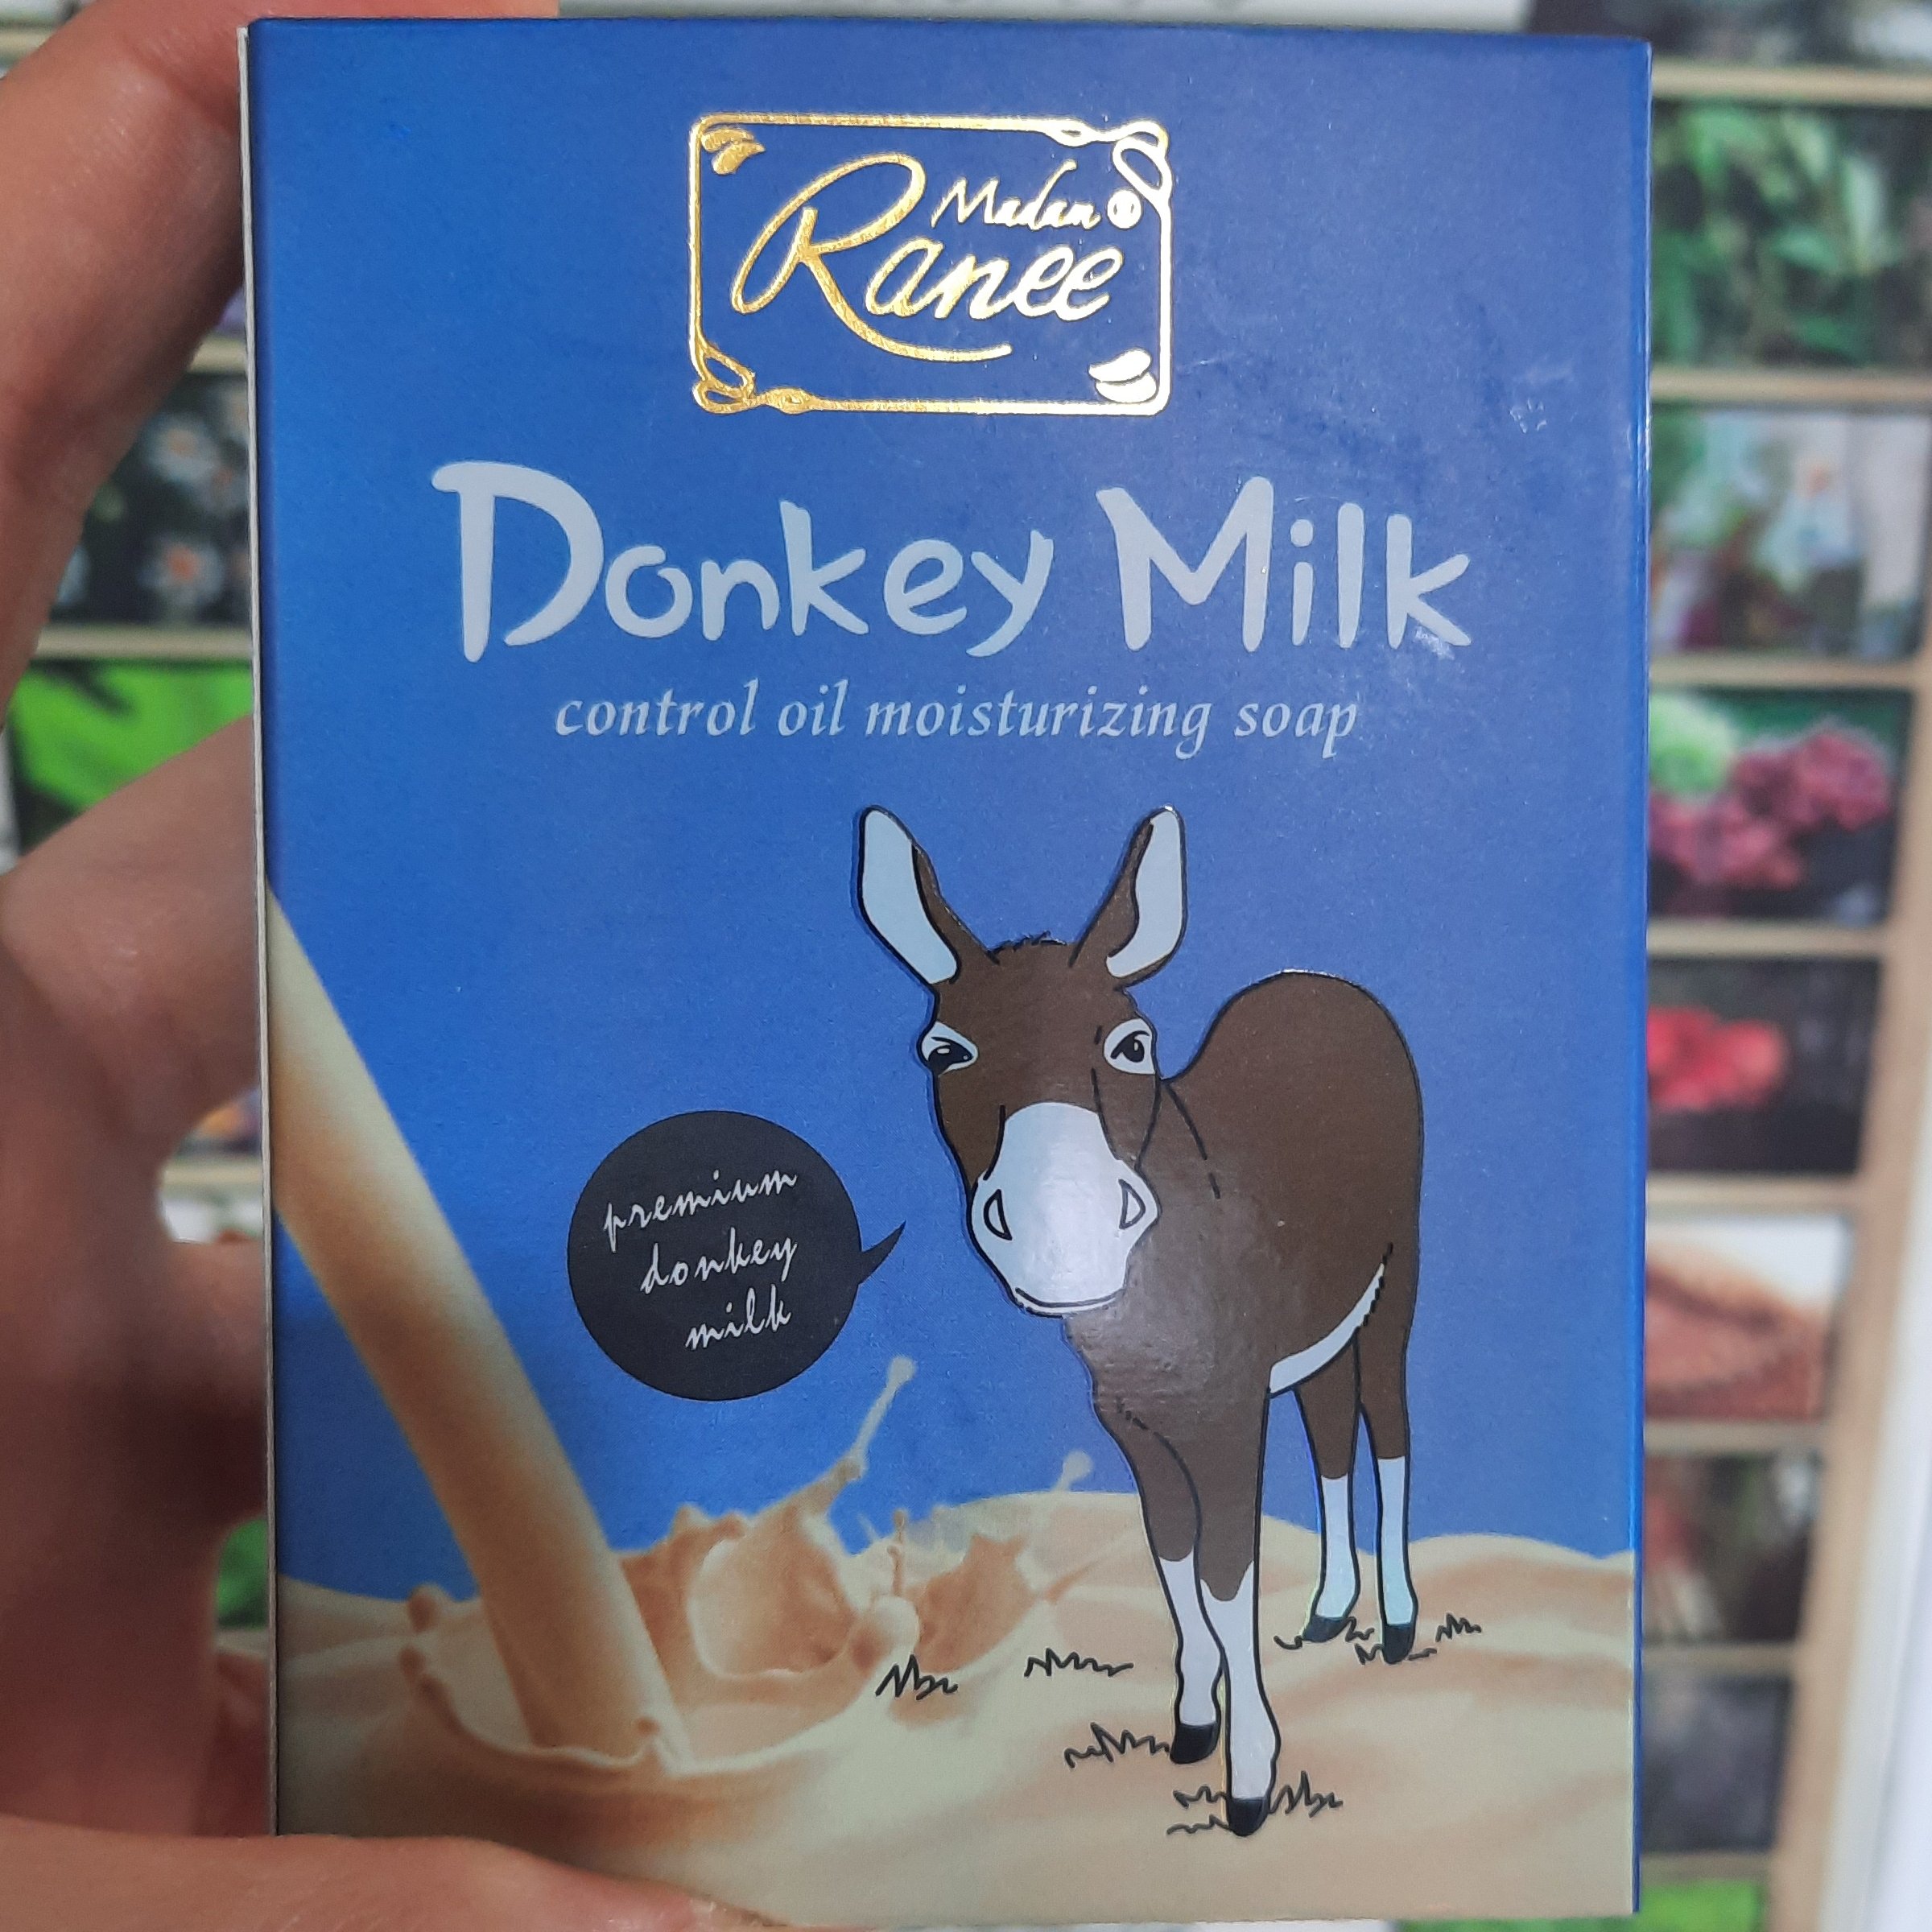 Madam
Ranee
Donkey Milk
control oil moisturizing soap
premium
donkey
milk